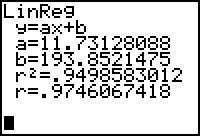 LinReg
y=ax+b
a=11.73128088
b=193.8521475
r²=.9498583012
r=.9746067418